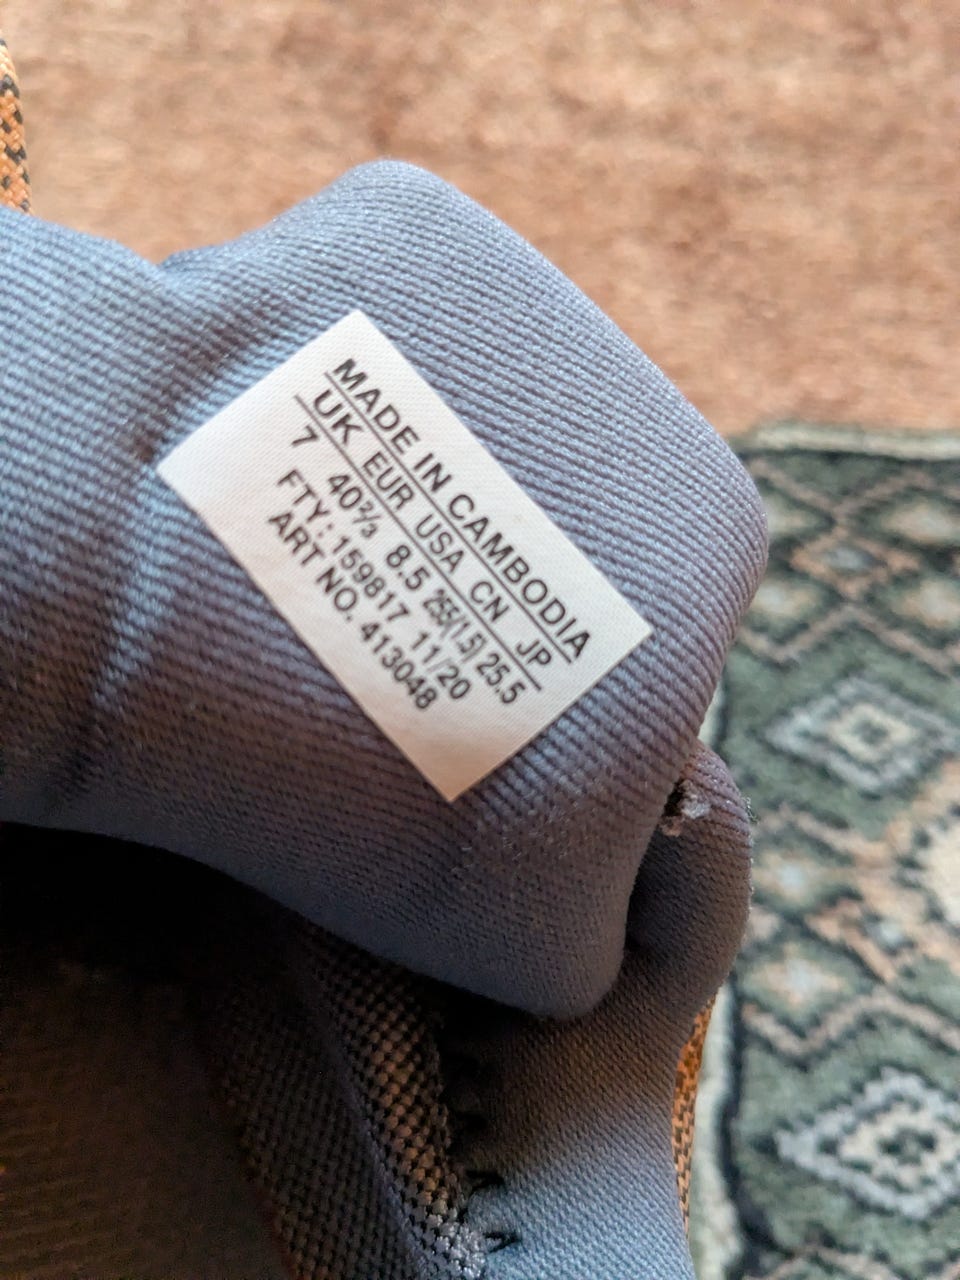 MADE IN CAMBODIA
UK EUR USA CN JP
7 40⅔ 8.5 255(1.5) 25.5
FTY: 159817 11/20
ART NO. 413048